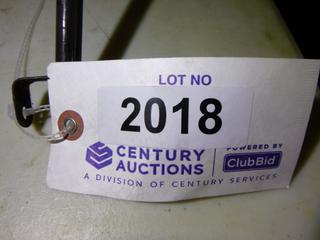 LOT NO
2018
CENTURY AUCTIONS
POWERED BY
ClubBid
A DIVISION OF CENTURY SERVICES